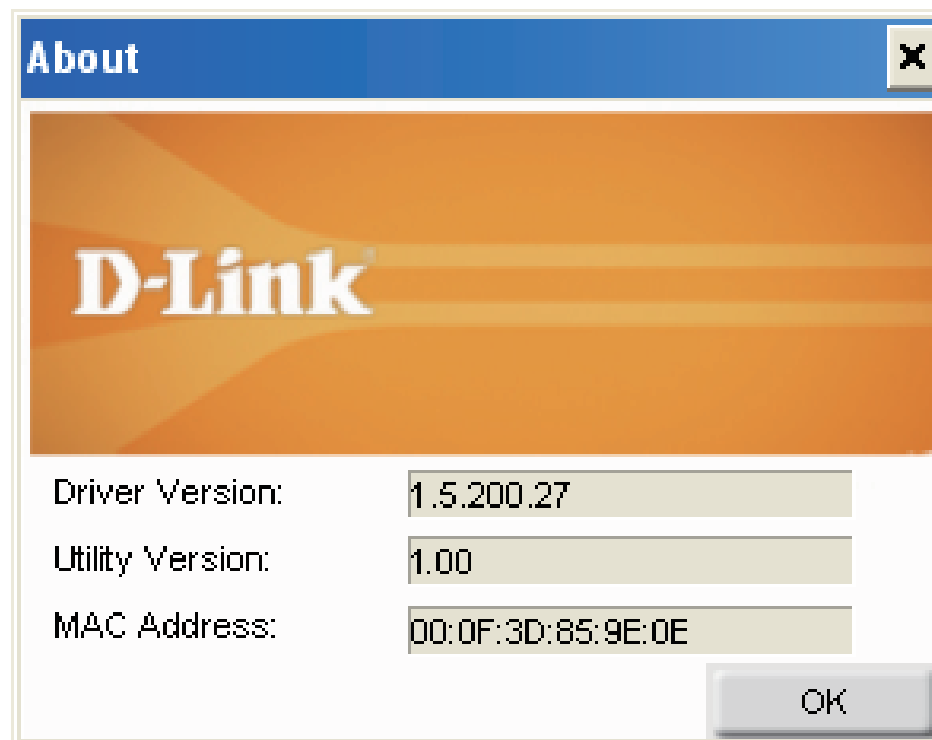 About
D-Link
Driver Version: 1.5.200.27
Utility Version: 1.00
MAC Address: 00:0F:3D:85:9E:0E
OK